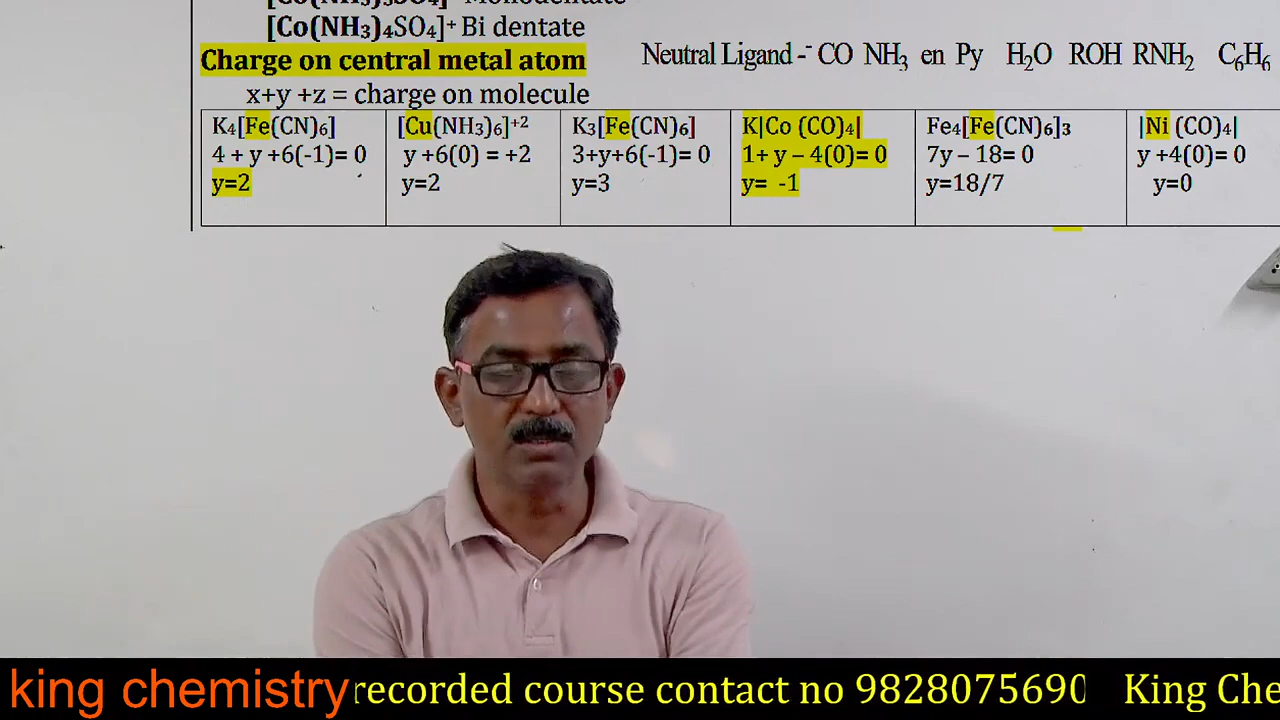 [Co(NH₃)₅SO₄]⁺ Monodentate
[Co(NH₃)₄SO₄]⁺ Bi dentate
Charge on central metal atom
Neutral Ligand -⁻ CO NH₃ en Py H₂O ROH RNH₂ C₆H₆
x+y +z = charge on molecule
K₄[Fe(CN)₆]
4 + y +6(-1)= 0
y=2
[Cu(NH₃)₆]⁺²
y +6(0) = +2
y=2
K₃[Fe(CN)₆]
3+y+6(-1)= 0
y=3
K|Co (CO)₄|
1+ y – 4(0)= 0
y= -1
Fe₄[Fe(CN)₆]₃
7y – 18= 0
y=18/7
|Ni (CO)₄|
y +4(0)= 0
y=0
king chemistry recorded course contact no 9828075690 King Che